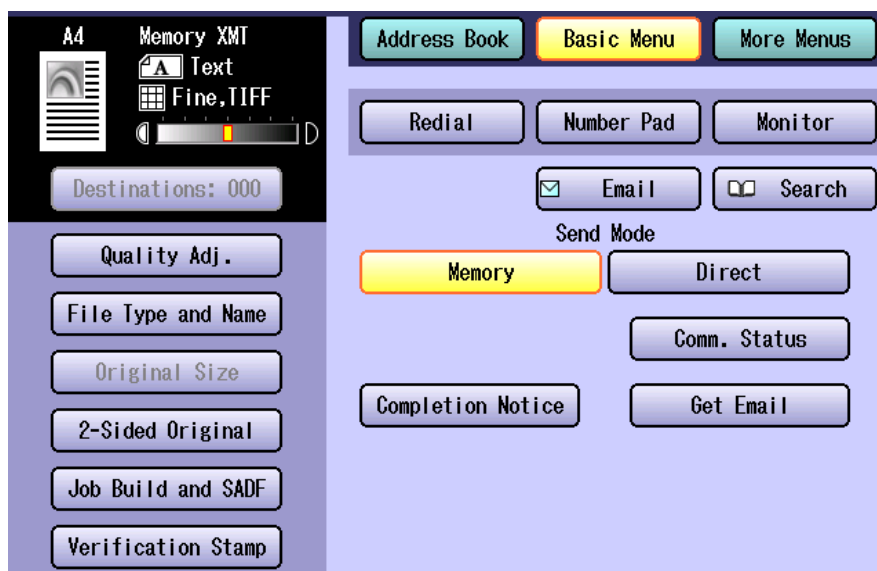 A4
Memory XMT
A Text
Fine,TIFF
Destinations: 000
Quality Adj.
File Type and Name
Original Size
2-Sided Original
Job Build and SADF
Verification Stamp
Address Book Basic Menu More Menus
Redial Number Pad Monitor
Email Search
Send Mode
Memory Direct
Comm. Status
Completion Notice Get Email